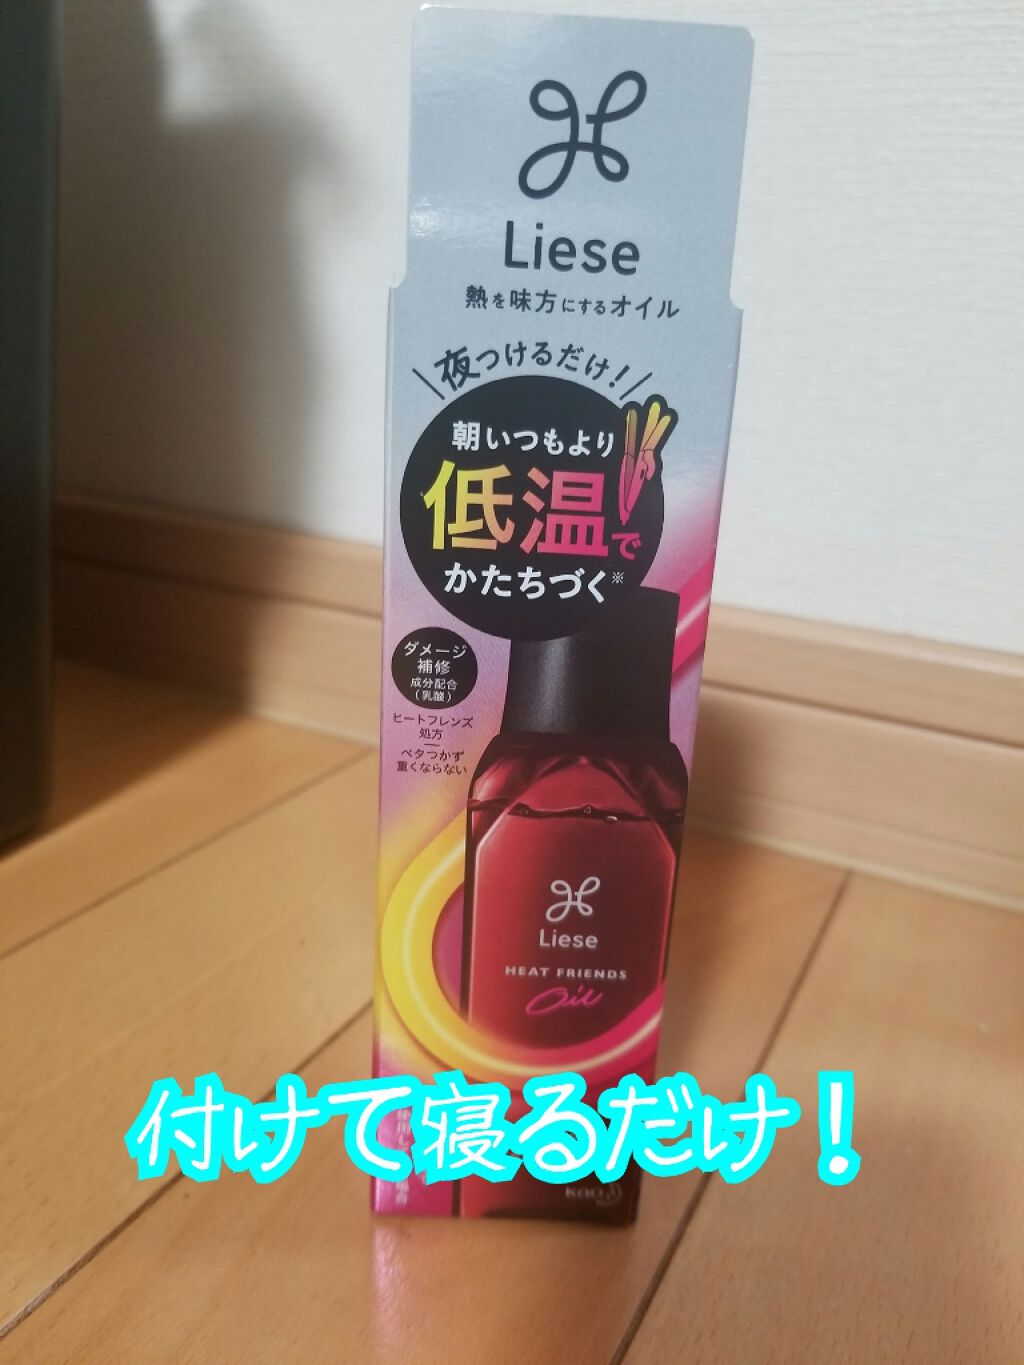 Liese
熱を味方にするオイル
夜つけるだけ!
朝いつもより
低温で
かたちづく※
ダメージ
補修
成分配合
(乳酸)
ヒートフレンズ
処方
ベタつかず
重くならない
Liese
HEAT FRIENDS
Oil
付けて寝るだけ!
kao